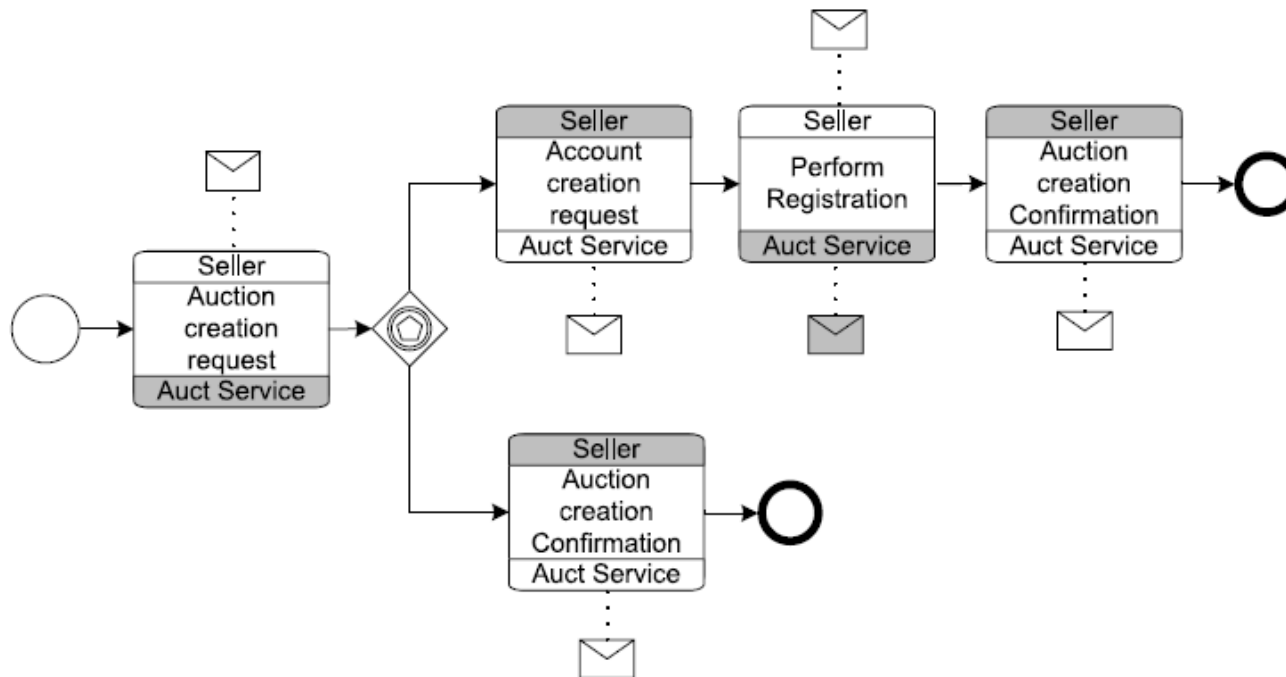 Seller
Auction
creation
request
Auct Service
Seller
Account
creation
request
Auct Service
Seller
Perform
Registration
Auct Service
Seller
Auction
creation
Confirmation
Auct Service
Seller
Auction
creation
Confirmation
Auct Service